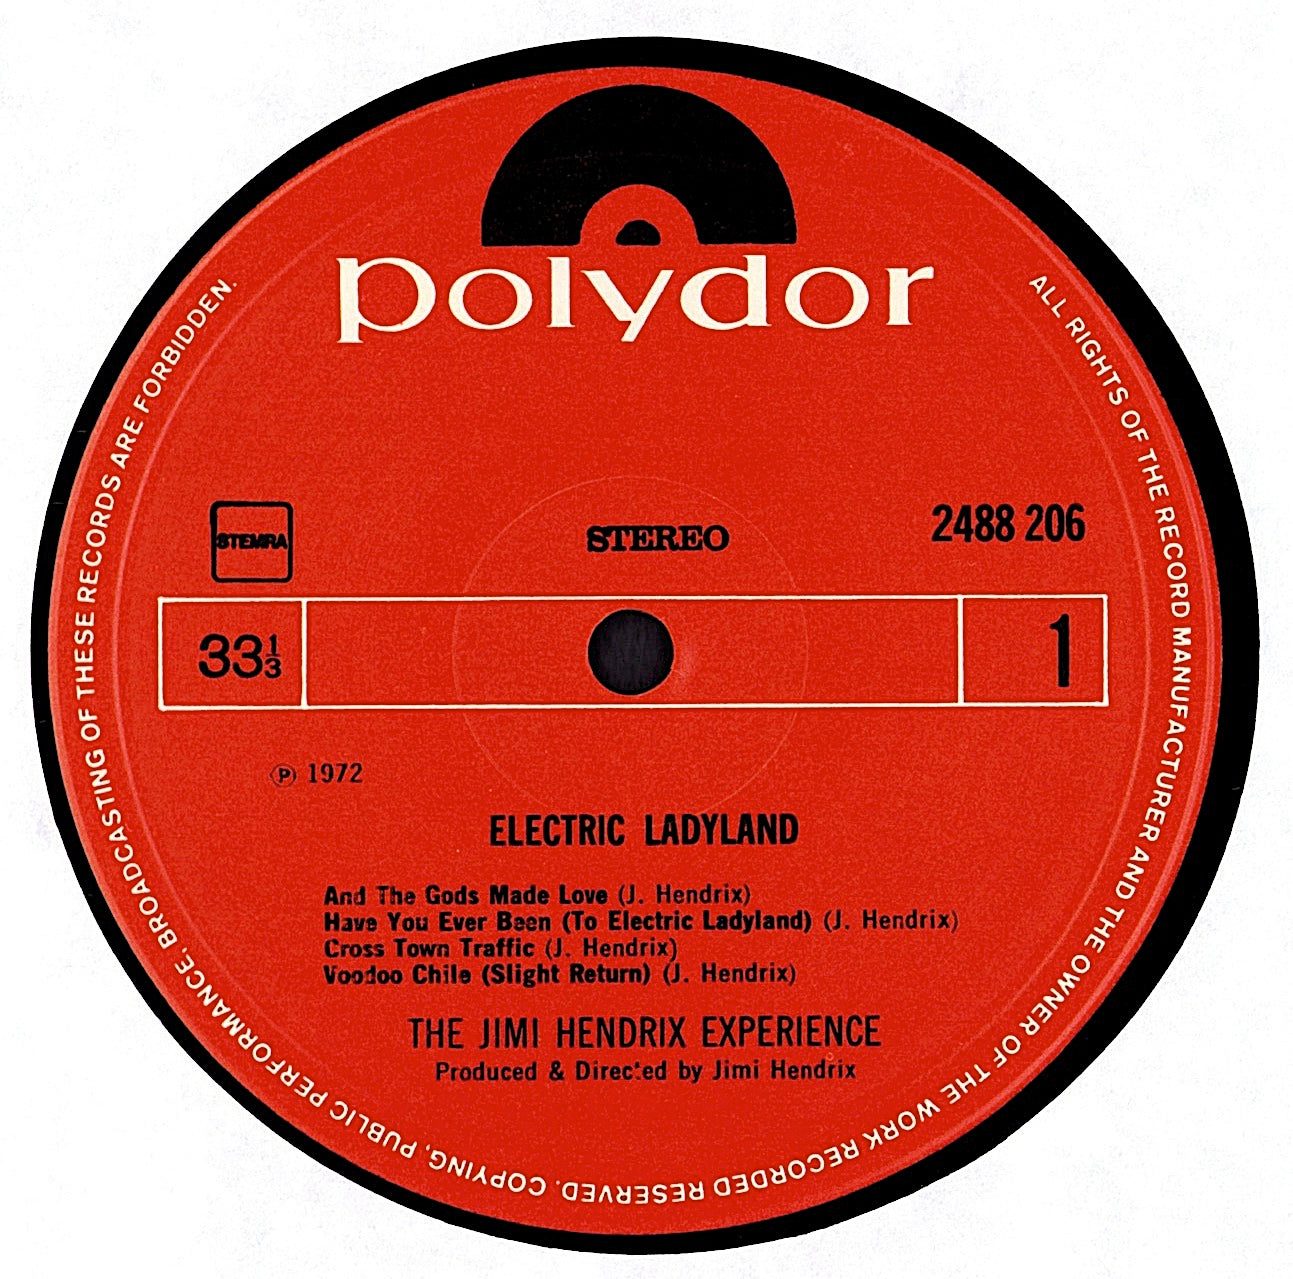 polydor
STEMRA
STEREO
2488 206
33⅓
1
℗ 1972
ELECTRIC LADYLAND
And The Gods Made Love (J. Hendrix)
Have You Ever Been (To Electric Ladyland) (J. Hendrix)
Cross Town Traffic (J. Hendrix)
Voodoo Chile (Slight Return) (J. Hendrix)
THE JIMI HENDRIX EXPERIENCE
Produced & Directed by Jimi Hendrix
ALL RIGHTS OF THE RECORD MANUFACTURER AND THE OWNER OF THE WORK RECORDED RESERVED. COPYING, PUBLIC PERFORMANCE, BROADCASTING OF THESE RECORDS ARE FORBIDDEN.